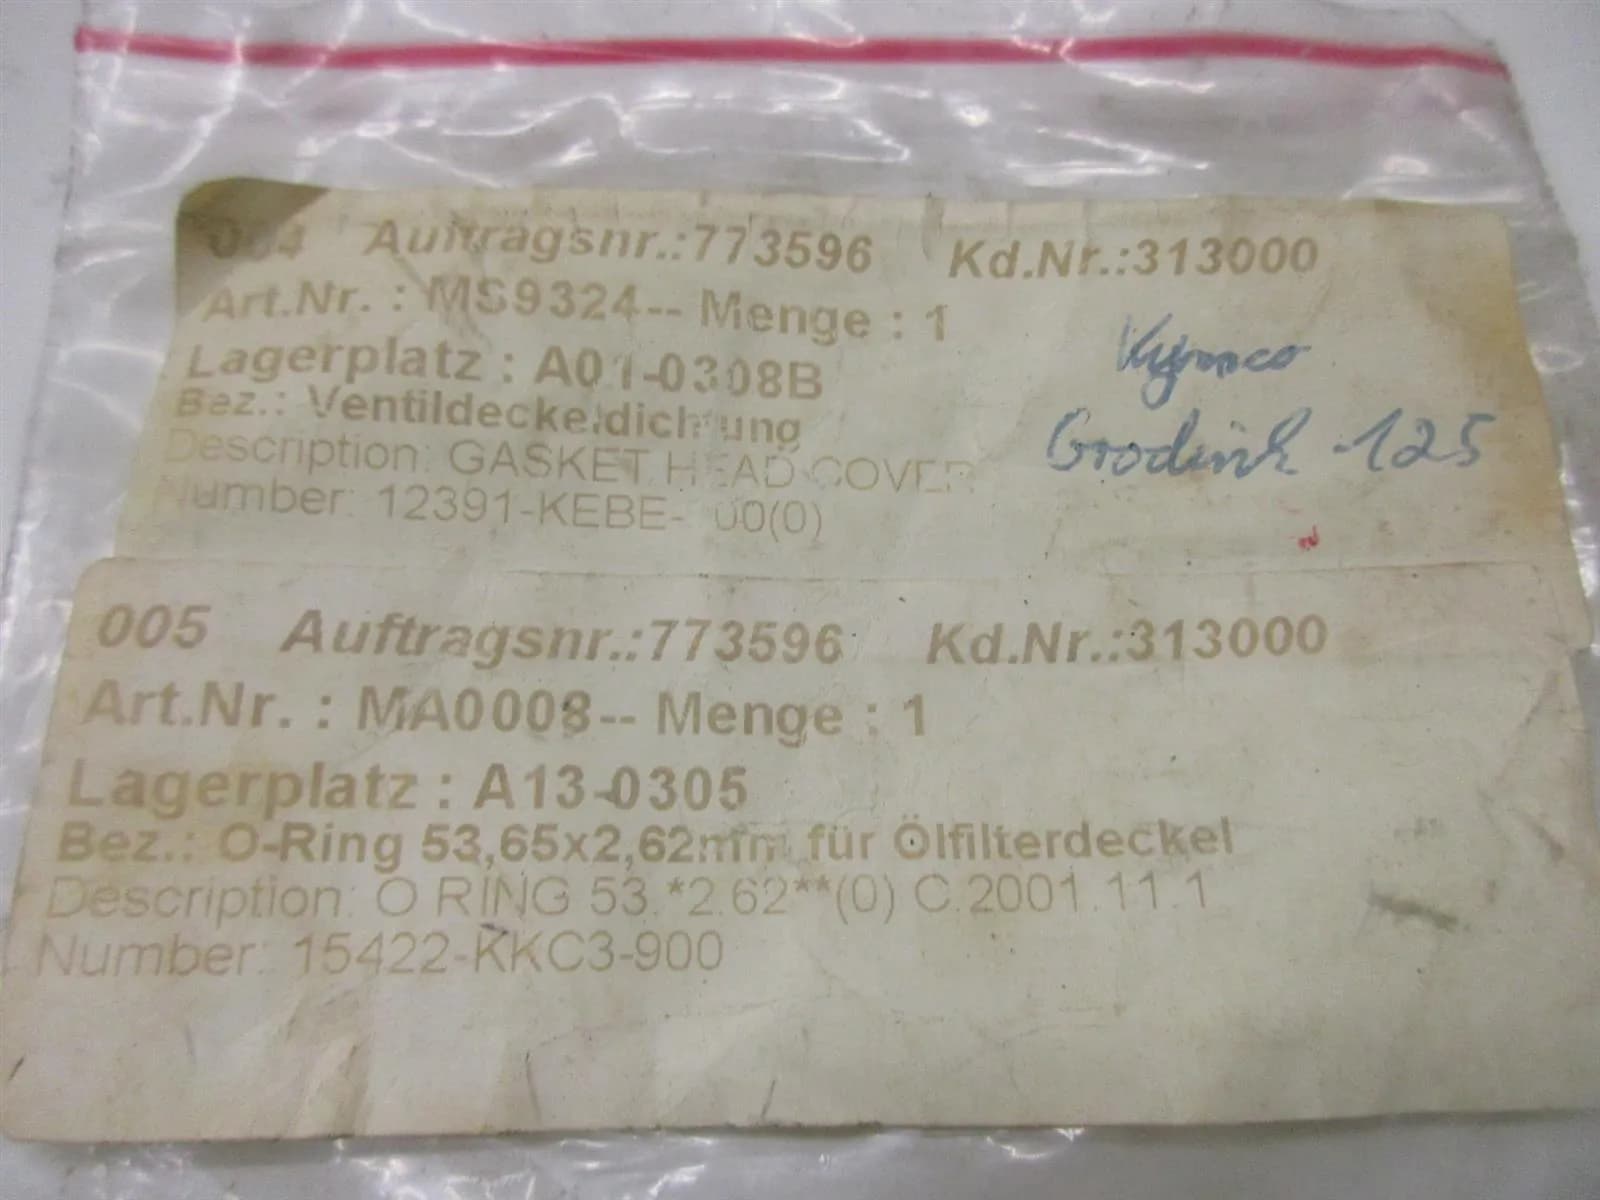 004 Auftragsnr.:773596 Kd.Nr.:313000
Art.Nr. : MS9324-- Menge : 1
Lagerplatz : A01-0308B
Bez.: Ventildeckeldichtung
Description: GASKET HEAD COVER
Number: 12391-KEBE- 00(0)
Kymco
Grodink -125
005 Auftragsnr.:773596 Kd.Nr.:313000
Art.Nr. : MA0008-- Menge : 1
Lagerplatz : A13-0305
Bez.: O-Ring 53,65x2,62mm für Ölfilterdeckel
Description: O RING 53.*2.62**(0) C.2001.11.1
Number: 15422-KKC3-900